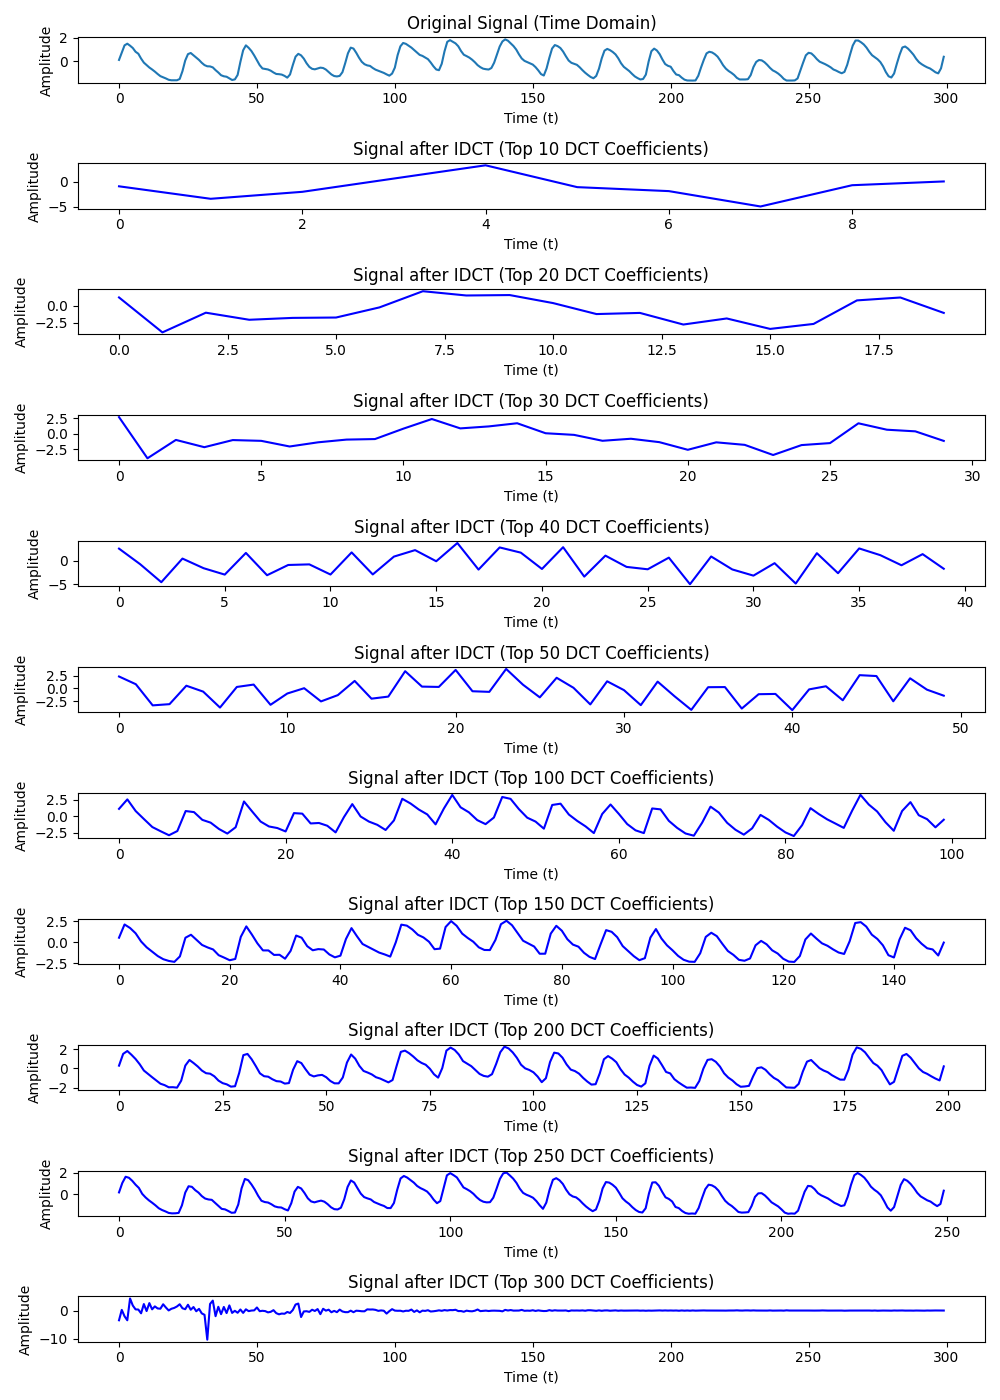 Original Signal (Time Domain)
Amplitude
2
0
0 50 100 150 200 250 300
Time (t)
Signal after IDCT (Top 10 DCT Coefficients)
Amplitude
0
−5
0 2 4 6 8
Time (t)
Signal after IDCT (Top 20 DCT Coefficients)
Amplitude
0.0
−2.5
0.0 2.5 5.0 7.5 10.0 12.5 15.0 17.5
Time (t)
Signal after IDCT (Top 30 DCT Coefficients)
Amplitude
2.5
0.0
−2.5
0 5 10 15 20 25 30
Time (t)
Signal after IDCT (Top 40 DCT Coefficients)
Amplitude
0
−5
0 5 10 15 20 25 30 35 40
Time (t)
Signal after IDCT (Top 50 DCT Coefficients)
Amplitude
2.5
0.0
−2.5
0 10 20 30 40 50
Time (t)
Signal after IDCT (Top 100 DCT Coefficients)
Amplitude
2.5
0.0
−2.5
0 20 40 60 80 100
Time (t)
Signal after IDCT (Top 150 DCT Coefficients)
Amplitude
2.5
0.0
−2.5
0 20 40 60 80 100 120 140
Time (t)
Signal after IDCT (Top 200 DCT Coefficients)
Amplitude
2
0
−2
0 25 50 75 100 125 150 175 200
Time (t)
Signal after IDCT (Top 250 DCT Coefficients)
Amplitude
2
0
0 50 100 150 200 250
Time (t)
Signal after IDCT (Top 300 DCT Coefficients)
Amplitude
0
−10
0 50 100 150 200 250 300
Time (t)